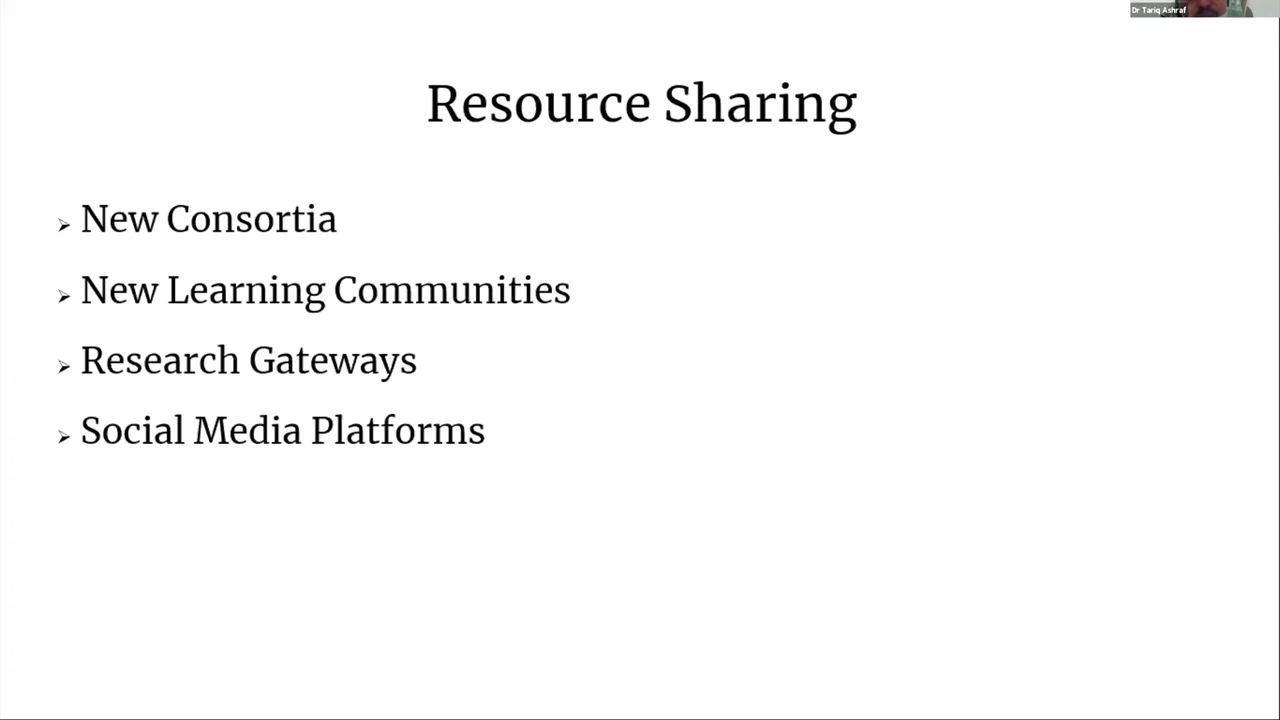 Dr Tariq Ashraf
Resource Sharing
➢ New Consortia
➢ New Learning Communities
➢ Research Gateways
➢ Social Media Platforms